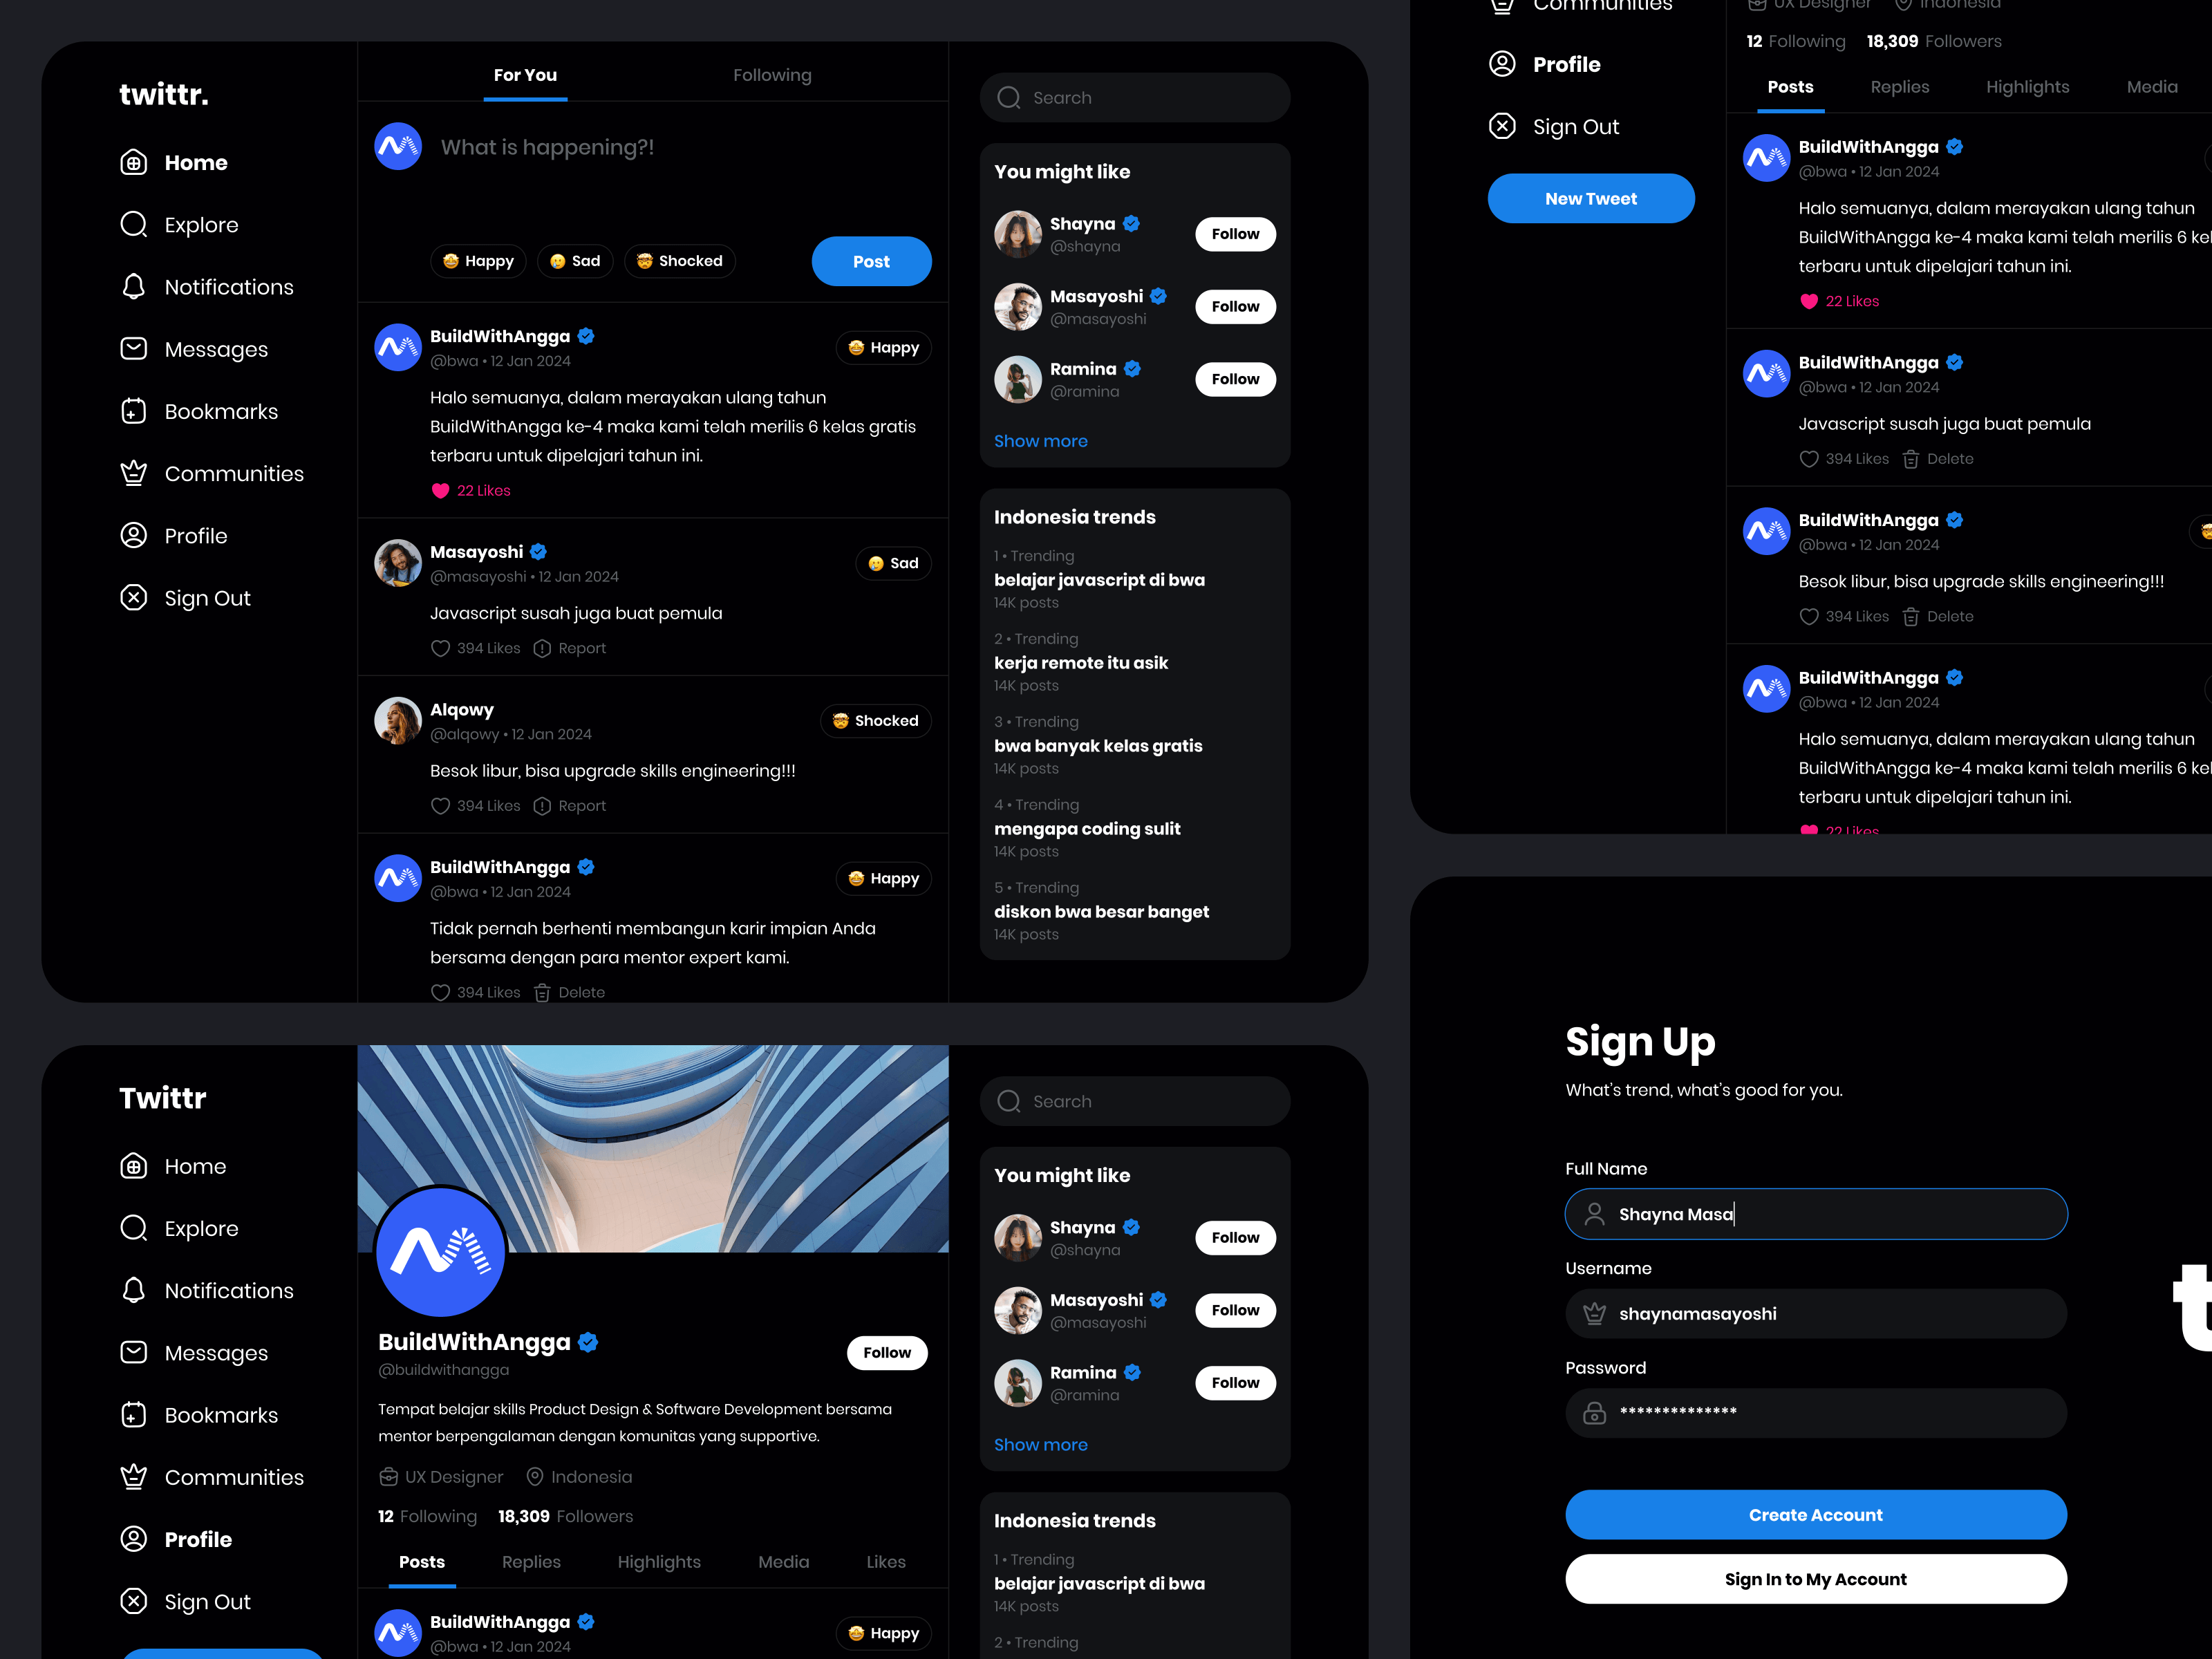 twittr.
Home
Explore
Notifications
Messages
Bookmarks
Communities
Profile
Sign Out
For You
Following
What is happening?!
Happy
Sad
Shocked
Post
BuildWithAngga
@bwa • 12 Jan 2024
Happy
Halo semuanya, dalam merayakan ulang tahun
BuildWithAngga ke-4 maka kami telah merilis 6 kelas gratis
terbaru untuk dipelajari tahun ini.
22 Likes
Masayoshi
@masayoshi • 12 Jan 2024
Sad
Javascript susah juga buat pemula
394 Likes
Report
Alqowy
@alqowy • 12 Jan 2024
Shocked
Besok libur, bisa upgrade skills engineering!!!
394 Likes
Report
BuildWithAngga
@bwa • 12 Jan 2024
Happy
Tidak pernah berhenti membangun karir impian Anda
bersama dengan para mentor expert kami.
394 Likes
Delete
Search
You might like
Shayna
@shayna
Follow
Masayoshi
@masayoshi
Follow
Ramina
@ramina
Follow
Show more
Indonesia trends
1 • Trending
belajar javascript di bwa
14K posts
2 • Trending
kerja remote itu asik
14K posts
3 • Trending
bwa banyak kelas gratis
14K posts
4 • Trending
mengapa coding sulit
14K posts
5 • Trending
diskon bwa besar banget
14K posts
Communities
Profile
Sign Out
New Tweet
UX Designer
Indonesia
12 Following
18,309 Followers
Posts
Replies
Highlights
Media
BuildWithAngga
@bwa • 12 Jan 2024
Halo semuanya, dalam merayakan ulang tahun
BuildWithAngga ke-4 maka kami telah merilis 6 kel
terbaru untuk dipelajari tahun ini.
22 Likes
BuildWithAngga
@bwa • 12 Jan 2024
Javascript susah juga buat pemula
394 Likes
Delete
BuildWithAngga
@bwa • 12 Jan 2024
Besok libur, bisa upgrade skills engineering!!!
394 Likes
Delete
BuildWithAngga
@bwa • 12 Jan 2024
Halo semuanya, dalam merayakan ulang tahun
BuildWithAngga ke-4 maka kami telah merilis 6 kel
terbaru untuk dipelajari tahun ini.
22 Likes
Twittr
Home
Explore
Notifications
Messages
Bookmarks
Communities
Profile
Sign Out
BuildWithAngga
@buildwithangga
Follow
Tempat belajar skills Product Design & Software Development bersama
mentor berpengalaman dengan komunitas yang supportive.
UX Designer
Indonesia
12 Following
18,309 Followers
Posts
Replies
Highlights
Media
Likes
BuildWithAngga
@bwa • 12 Jan 2024
Happy
Search
You might like
Shayna
@shayna
Follow
Masayoshi
@masayoshi
Follow
Ramina
@ramina
Follow
Show more
Indonesia trends
1 • Trending
belajar javascript di bwa
14K posts
2 • Trending
Sign Up
What's trend, what's good for you.
Full Name
Shayna Masa
Username
shaynamasayoshi
Password
**************
Create Account
Sign In to My Account
t